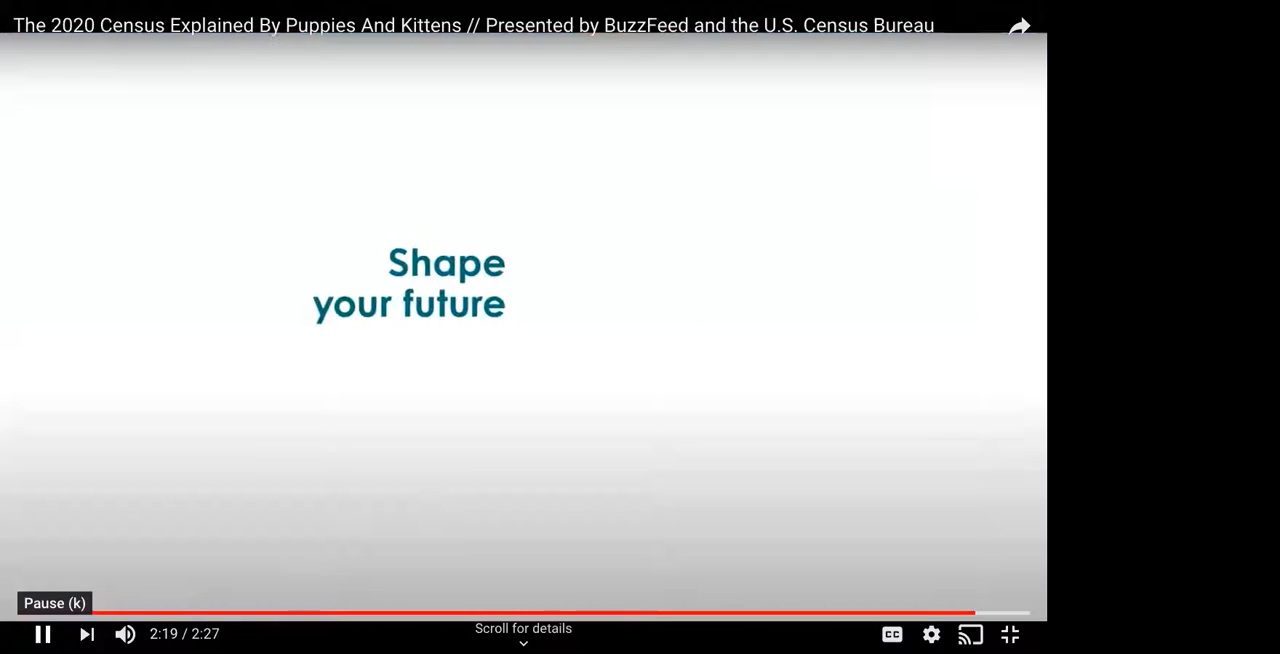 The 2020 Census Explained By Puppies And Kittens // Presented by BuzzFeed and the U.S. Census Bureau
Shape
your future
Pause (k)
2:19 / 2:27
Scroll for details
CC